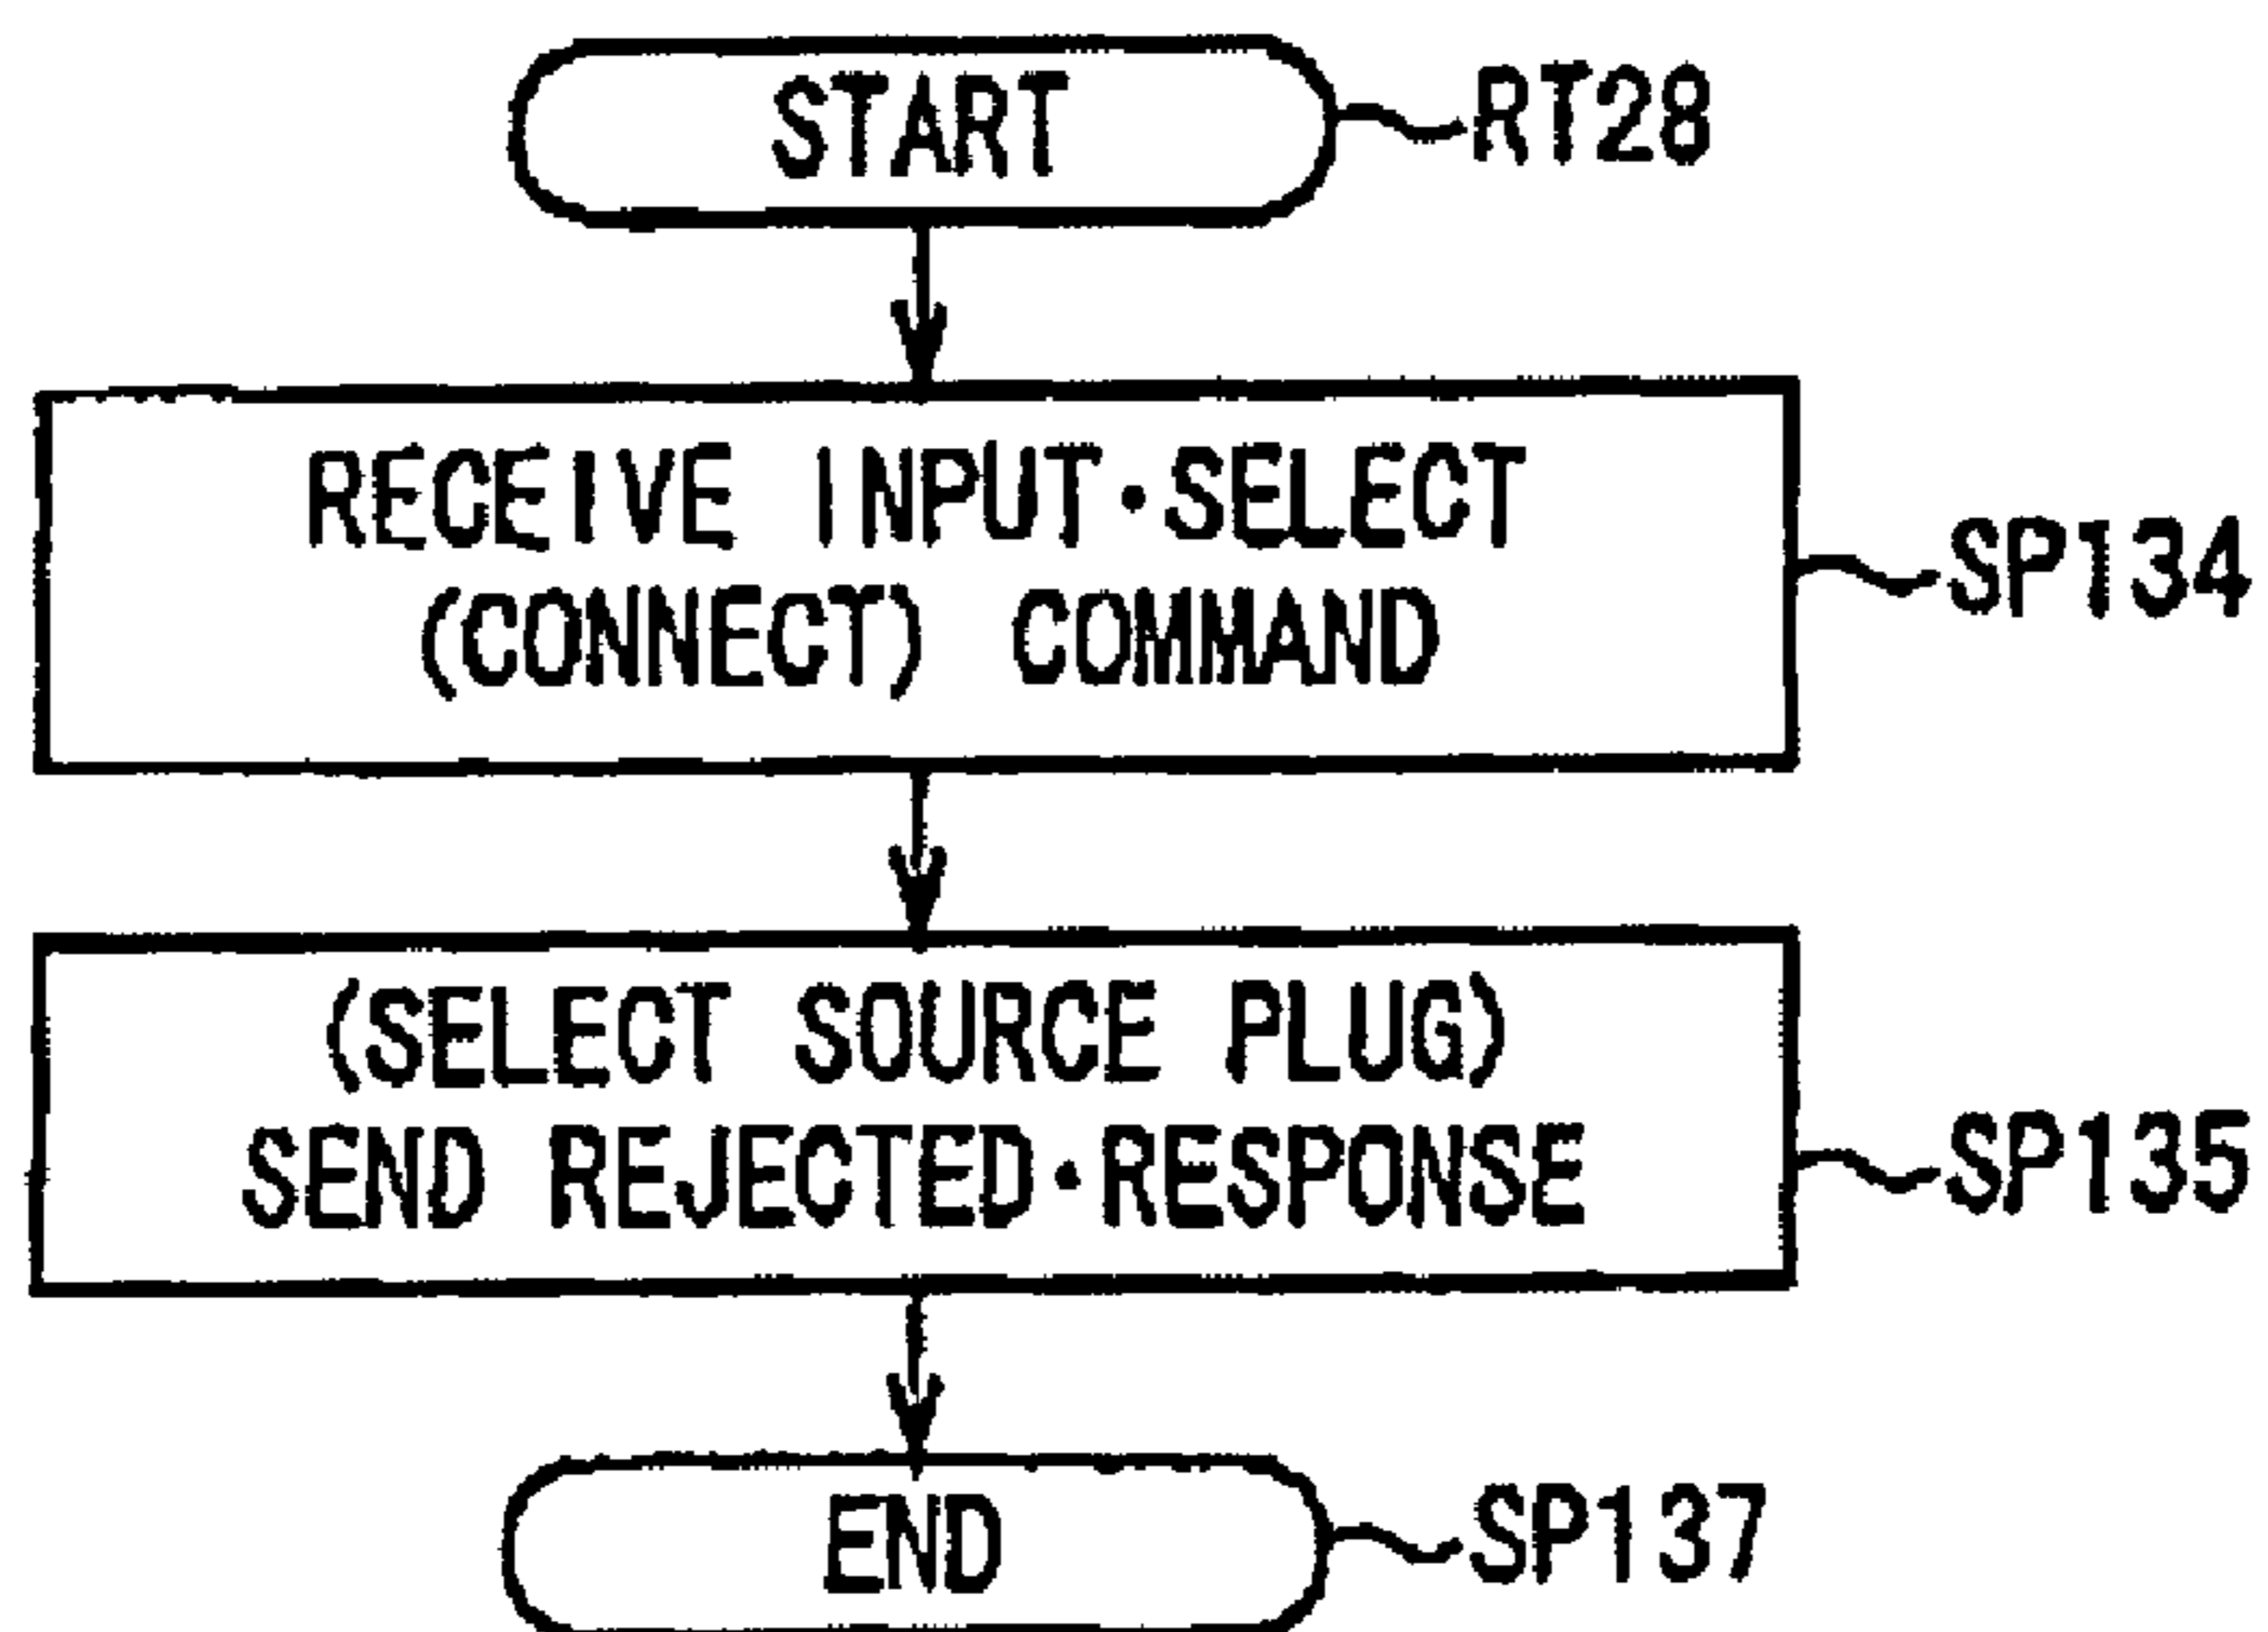 START
RT28
RECEIVE INPUT·SELECT
(CONNECT) COMMAND
SP134
(SELECT SOURCE PLUG)
SEND REJECTED·RESPONSE
SP135
END
SP137